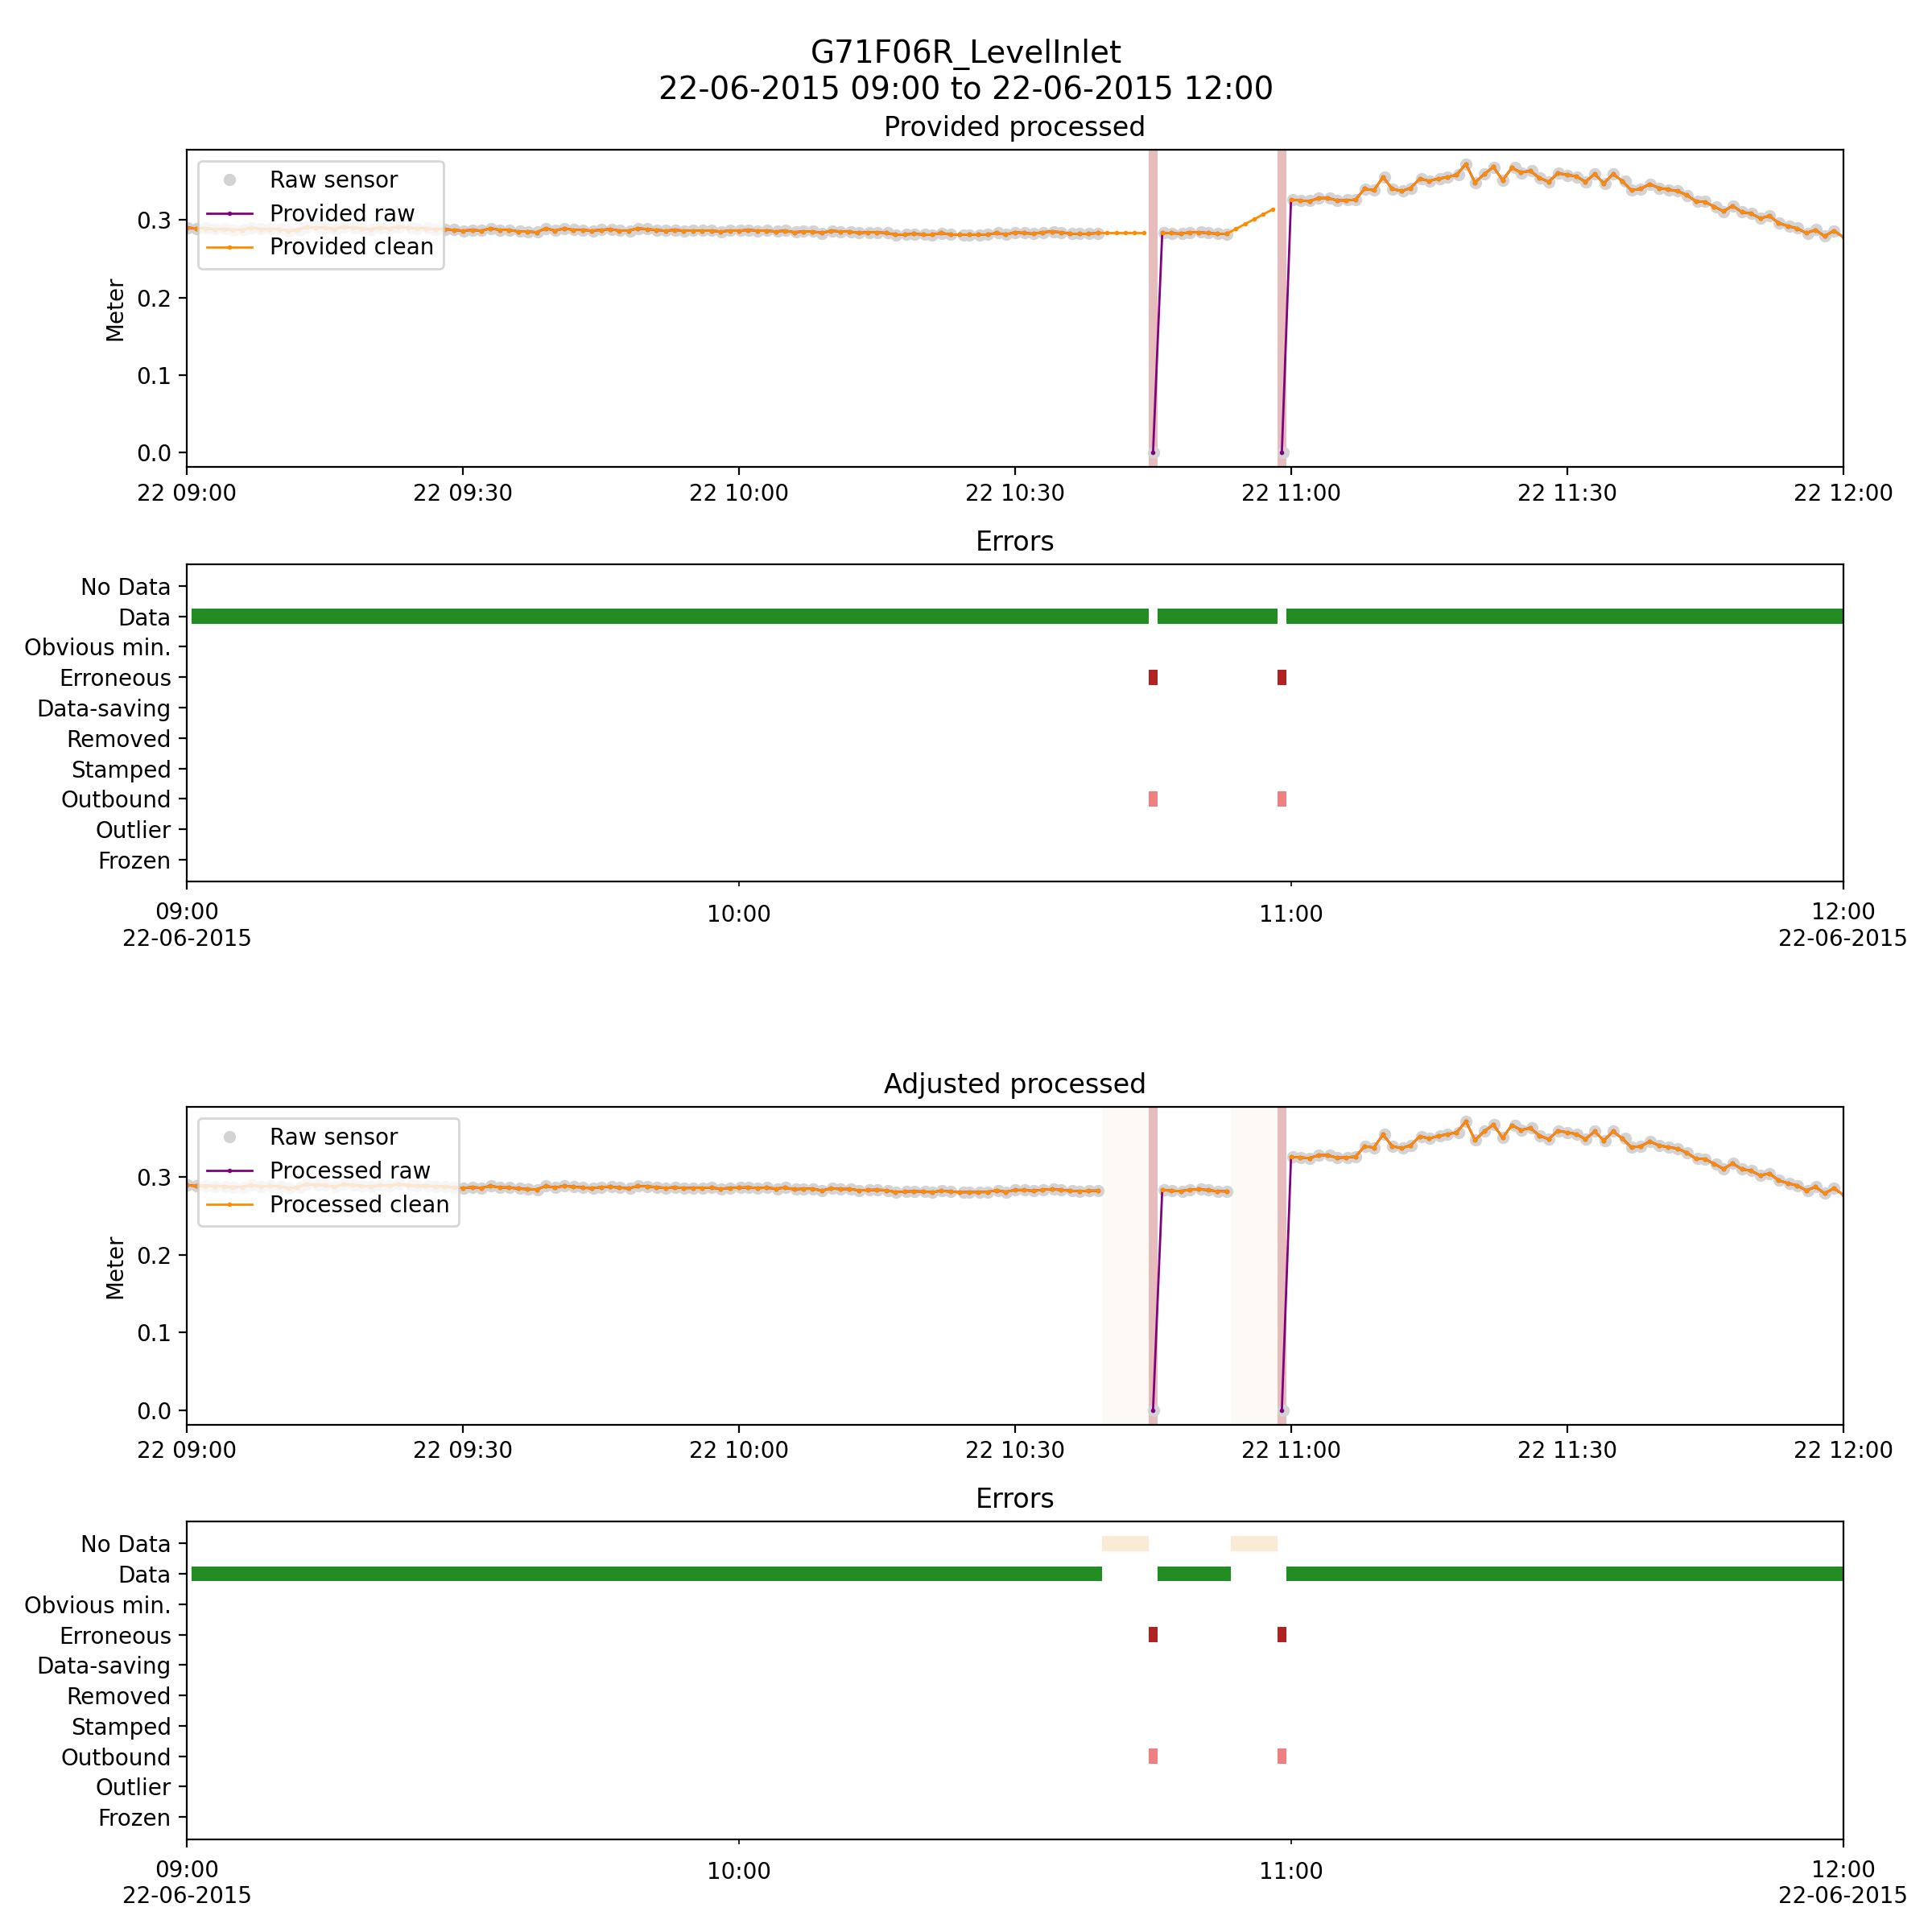 G71F06R_LevelInlet
22-06-2015 09:00 to 22-06-2015 12:00
Provided processed
Raw sensor
Provided raw
Provided clean
Meter
0.3
0.2
0.1
0.0
22 09:00 22 09:30 22 10:00 22 10:30 22 11:00 22 11:30 22 12:00
Errors
No Data
Data
Obvious min.
Erroneous
Data-saving
Removed
Stamped
Outbound
Outlier
Frozen
09:00 10:00 11:00 12:00
22-06-2015 22-06-2015
Adjusted processed
Raw sensor
Processed raw
Processed clean
Meter
0.3
0.2
0.1
0.0
22 09:00 22 09:30 22 10:00 22 10:30 22 11:00 22 11:30 22 12:00
Errors
No Data
Data
Obvious min.
Erroneous
Data-saving
Removed
Stamped
Outbound
Outlier
Frozen
09:00 10:00 11:00 12:00
22-06-2015 22-06-2015